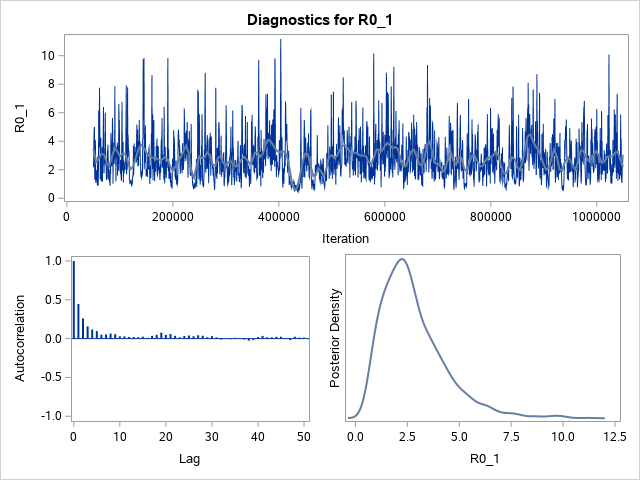 Diagnostics for R0_1
R0_1
10
8
6
4
2
0
0 200000 400000 600000 800000 1000000
Iteration
Autocorrelation
1.0
0.5
0.0
-0.5
-1.0
0 10 20 30 40 50
Lag
Posterior Density
0.0 2.5 5.0 7.5 10.0 12.5
R0_1